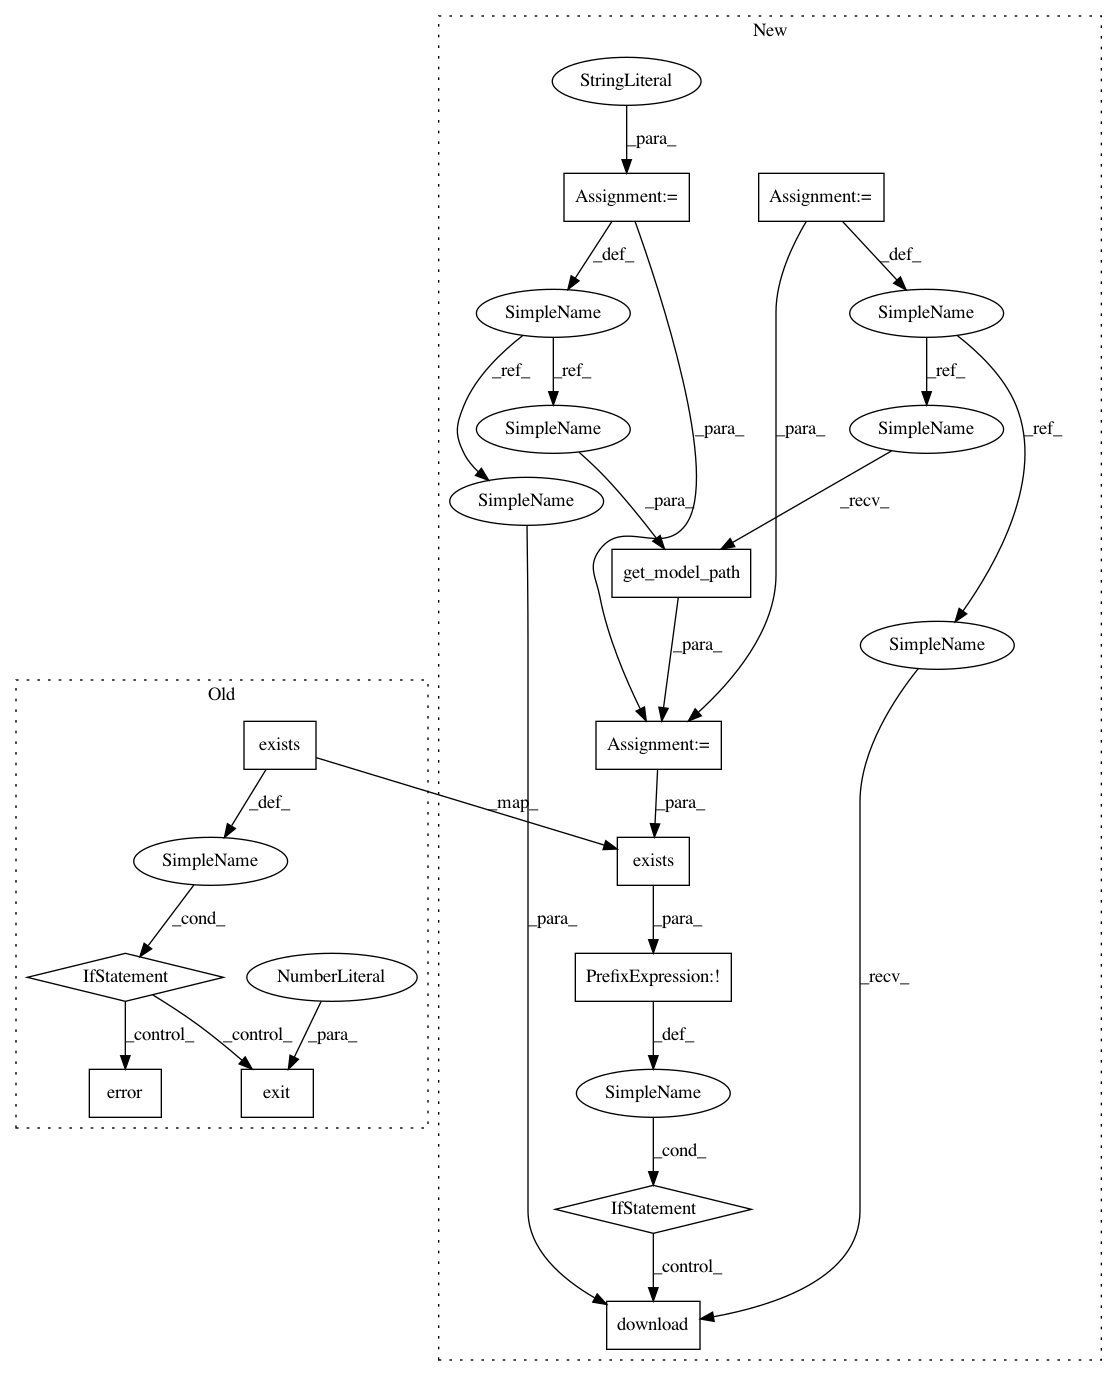 New
StringLiteral
_para_
Assignment:=
Assignment:=
_def_
_def_
SimpleName
SimpleName
_ref_
_ref_
_ref_
SimpleName
_para_
_para_
SimpleName
_ref_
SimpleName
_para_
_recv_
get_model_path
_para_
SimpleName
Old
exists
Assignment:=
_def_
_map_
_para_
SimpleName
exists
_cond_
_para_
_para_
IfStatement
NumberLiteral
PrefixExpression:!
_recv_
_control_
_control_
_para_
_def_
error
exit
SimpleName
_cond_
IfStatement
_control_
download